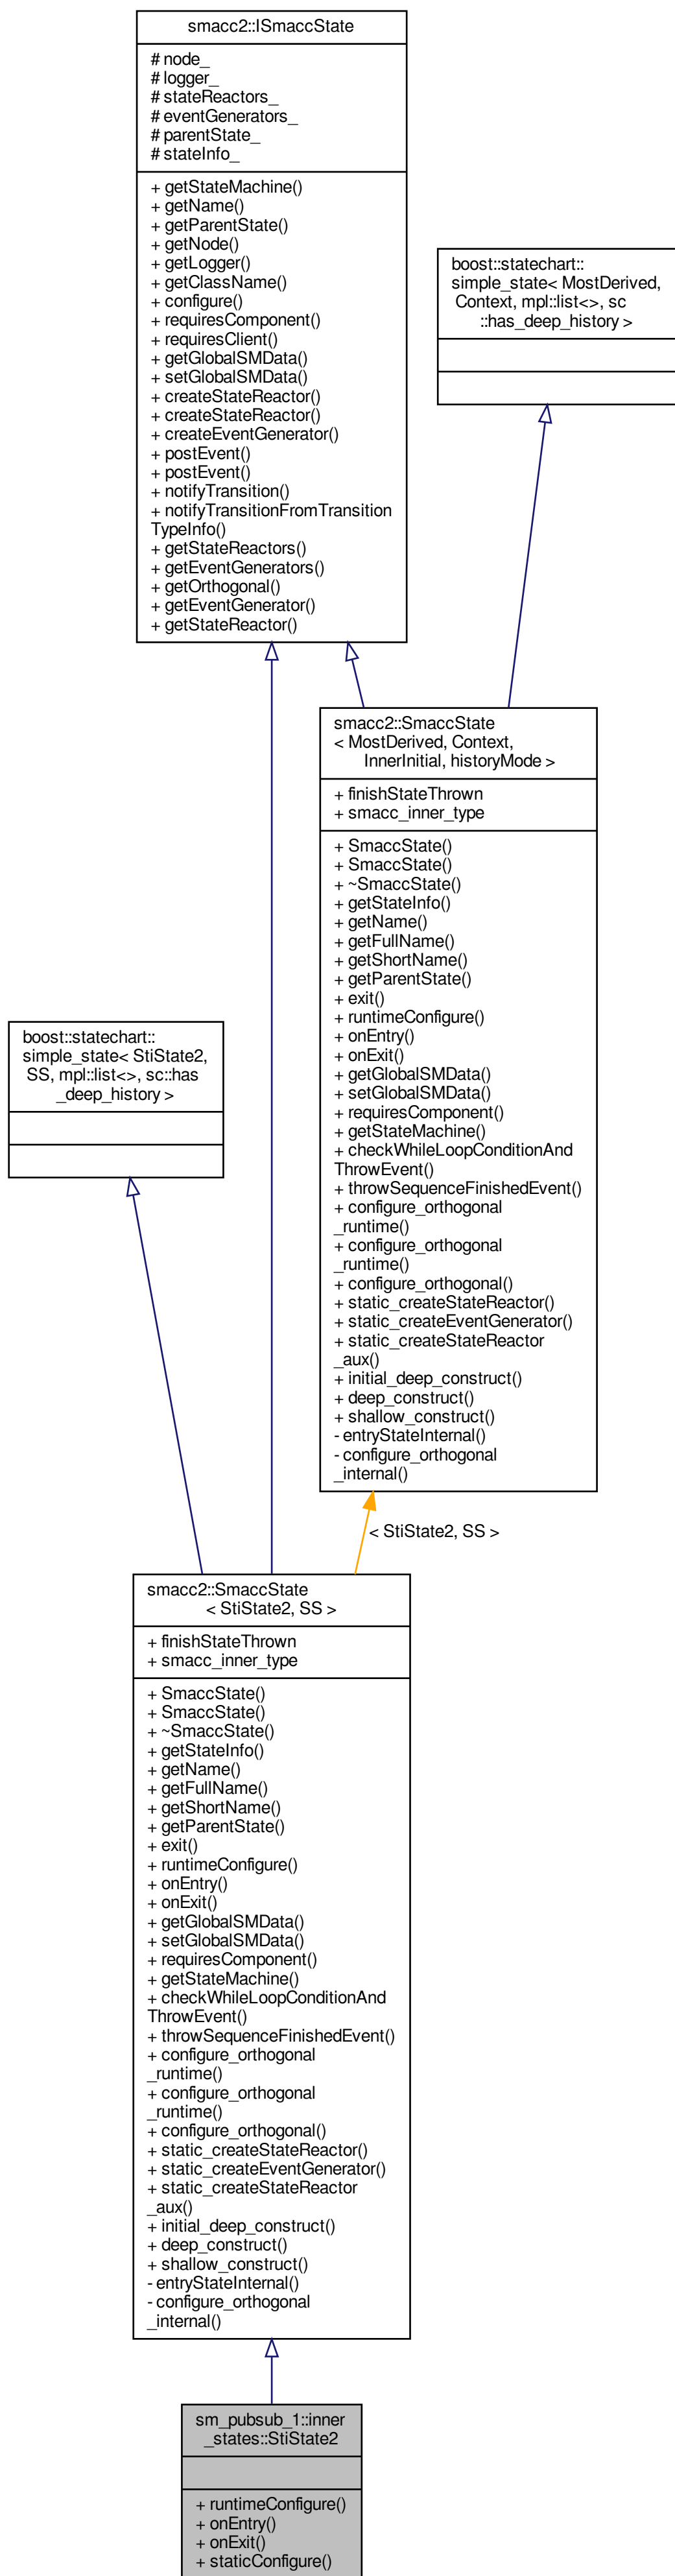 smacc2::ISmaccState
# node_
# logger_
# stateReactors_
# eventGenerators_
# parentState_
# stateInfo_
+ getStateMachine()
+ getName()
+ getParentState()
+ getNode()
+ getLogger()
+ getClassName()
+ configure()
+ requiresComponent()
+ requiresClient()
+ getGlobalSMData()
+ setGlobalSMData()
+ createStateReactor()
+ createStateReactor()
+ createEventGenerator()
+ postEvent()
+ postEvent()
+ notifyTransition()
+ notifyTransitionFromTransition
TypeInfo()
+ getStateReactors()
+ getEventGenerators()
+ getOrthogonal()
+ getEventGenerator()
+ getStateReactor()
boost::statechart::
simple_state< MostDerived,
Context, mpl::list<>, sc
::has_deep_history >
smacc2::SmaccState
< MostDerived, Context,
InnerInitial, historyMode >
+ finishStateThrown
+ smacc_inner_type
+ SmaccState()
+ SmaccState()
+ ~SmaccState()
+ getStateInfo()
+ getName()
+ getFullName()
+ getShortName()
+ getParentState()
+ exit()
+ runtimeConfigure()
+ onEntry()
+ onExit()
+ getGlobalSMData()
+ setGlobalSMData()
+ requiresComponent()
+ getStateMachine()
+ checkWhileLoopConditionAnd
ThrowEvent()
+ throwSequenceFinishedEvent()
+ configure_orthogonal
_runtime()
+ configure_orthogonal
_runtime()
+ configure_orthogonal()
+ static_createStateReactor()
+ static_createEventGenerator()
+ static_createStateReactor
_aux()
+ initial_deep_construct()
+ deep_construct()
+ shallow_construct()
- entryStateInternal()
- configure_orthogonal
_internal()
boost::statechart::
simple_state< StiState2,
SS, mpl::list<>, sc::has
_deep_history >
< StiState2, SS >
smacc2::SmaccState
< StiState2, SS >
+ finishStateThrown
+ smacc_inner_type
+ SmaccState()
+ SmaccState()
+ ~SmaccState()
+ getStateInfo()
+ getName()
+ getFullName()
+ getShortName()
+ getParentState()
+ exit()
+ runtimeConfigure()
+ onEntry()
+ onExit()
+ getGlobalSMData()
+ setGlobalSMData()
+ requiresComponent()
+ getStateMachine()
+ checkWhileLoopConditionAnd
ThrowEvent()
+ throwSequenceFinishedEvent()
+ configure_orthogonal
_runtime()
+ configure_orthogonal
_runtime()
+ configure_orthogonal()
+ static_createStateReactor()
+ static_createEventGenerator()
+ static_createStateReactor
_aux()
+ initial_deep_construct()
+ deep_construct()
+ shallow_construct()
- entryStateInternal()
- configure_orthogonal
_internal()
sm_pubsub_1::inner
_states::StiState2
+ runtimeConfigure()
+ onEntry()
+ onExit()
+ staticConfigure()